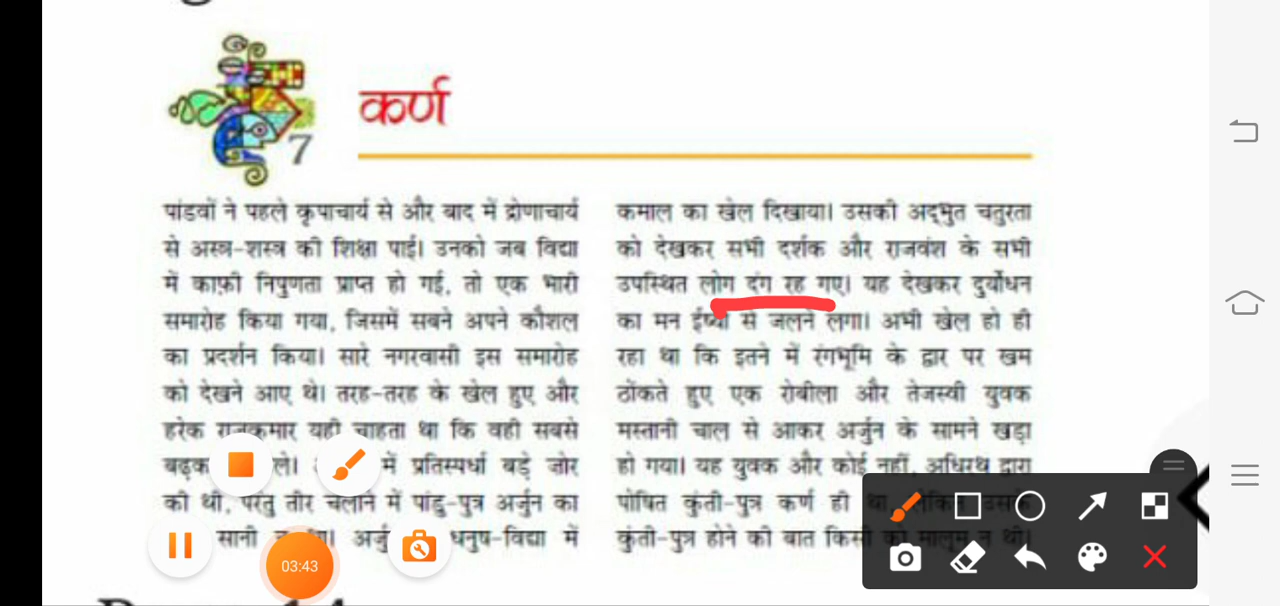 कर्ण
7
पांडवों ने पहले कृपाचार्य से और बाद में द्रोणाचार्य
से अस्त्र-शस्त्र की शिक्षा पाई। उनको जब विद्या
में काफ़ी निपुणता प्राप्त हो गई, तो एक भारी
समारोह किया गया, जिसमें सबने अपने कौशल
का प्रदर्शन किया। सारे नगरवासी इस समारोह
को देखने आए थे। तरह-तरह के खेल हुए और
हरेक राजकुमार यही चाहता था कि वही सबसे
में प्रतिस्पर्धा बड़े जोर
की थी, परंतु तीर चलाने में पांडु-पुत्र अर्जुन का
सानी धनुष-विद्या में
कमाल का खेल दिखाया। उसकी अद्भुत चतुरता
को देखकर सभी दर्शक और राजवंश के सभी
उपस्थित लोग दंग रह गए। यह देखकर दुर्योधन
का मन ईर्ष्या से जलने लगा। अभी खेल हो ही
रहा था कि इतने में रंगभूमि के द्वार पर खम
ठोंकते हुए एक रोबीला और तेजस्वी युवक
मस्तानी चाल से आकर अर्जुन के सामने खड़ा
हो गया। यह युवक और कोई नहीं, अधिरथ द्वारा
पोषित कुंती-पुत्र कर्ण ही था, लेकिन उसके
कुंती-पुत्र होने की बात किसी को मालूम न थी।
03:43